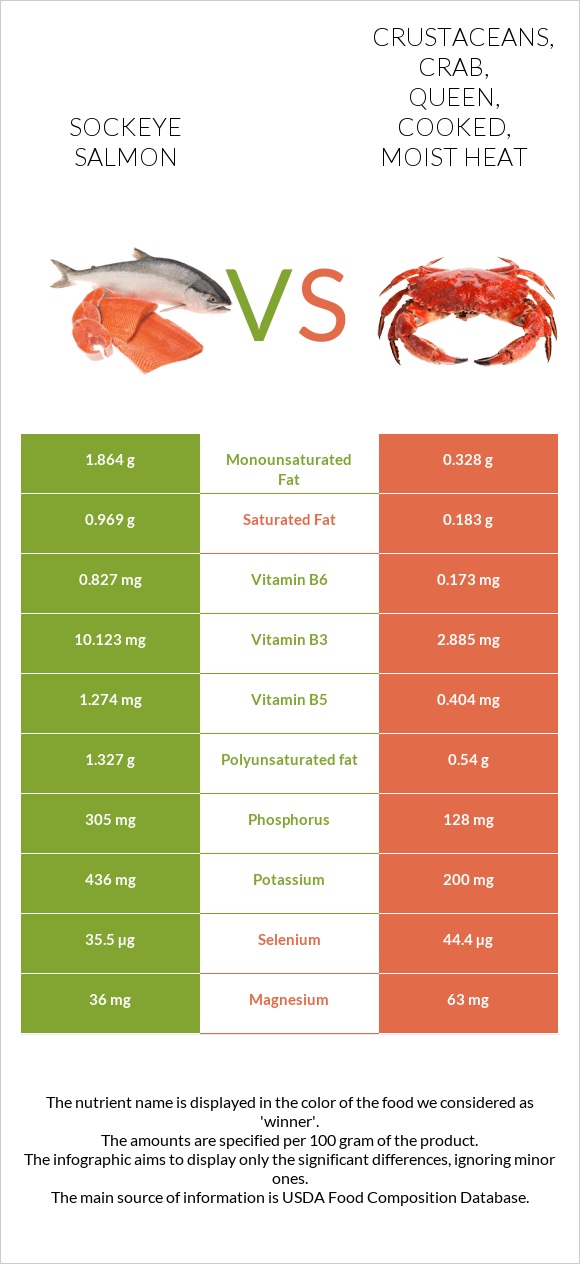 SOCKEYE
SALMON
CRUSTACEANS,
CRAB,
QUEEN,
COOKED,
MOIST HEAT
VS
1.864 g Monounsaturated Fat 0.328 g
0.969 g Saturated Fat 0.183 g
0.827 mg Vitamin B6 0.173 mg
10.123 mg Vitamin B3 2.885 mg
1.274 mg Vitamin B5 0.404 mg
1.327 g Polyunsaturated fat 0.54 g
305 mg Phosphorus 128 mg
436 mg Potassium 200 mg
35.5 µg Selenium 44.4 µg
36 mg Magnesium 63 mg
The nutrient name is displayed in the color of the food we considered as
'winner'.
The amounts are specified per 100 gram of the product.
The infographic aims to display only the significant differences, ignoring minor
ones.
The main source of information is USDA Food Composition Database.